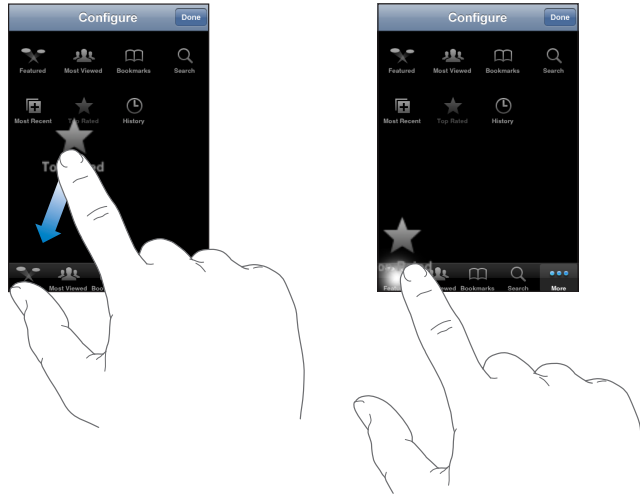 Configure Done
Featured Most Viewed Bookmarks Search
Most Recent Top Rated History
Most Viewed
Configure Done
Featured Most Viewed Bookmarks Search
Most Recent Top Rated History
Bookmarks Search More